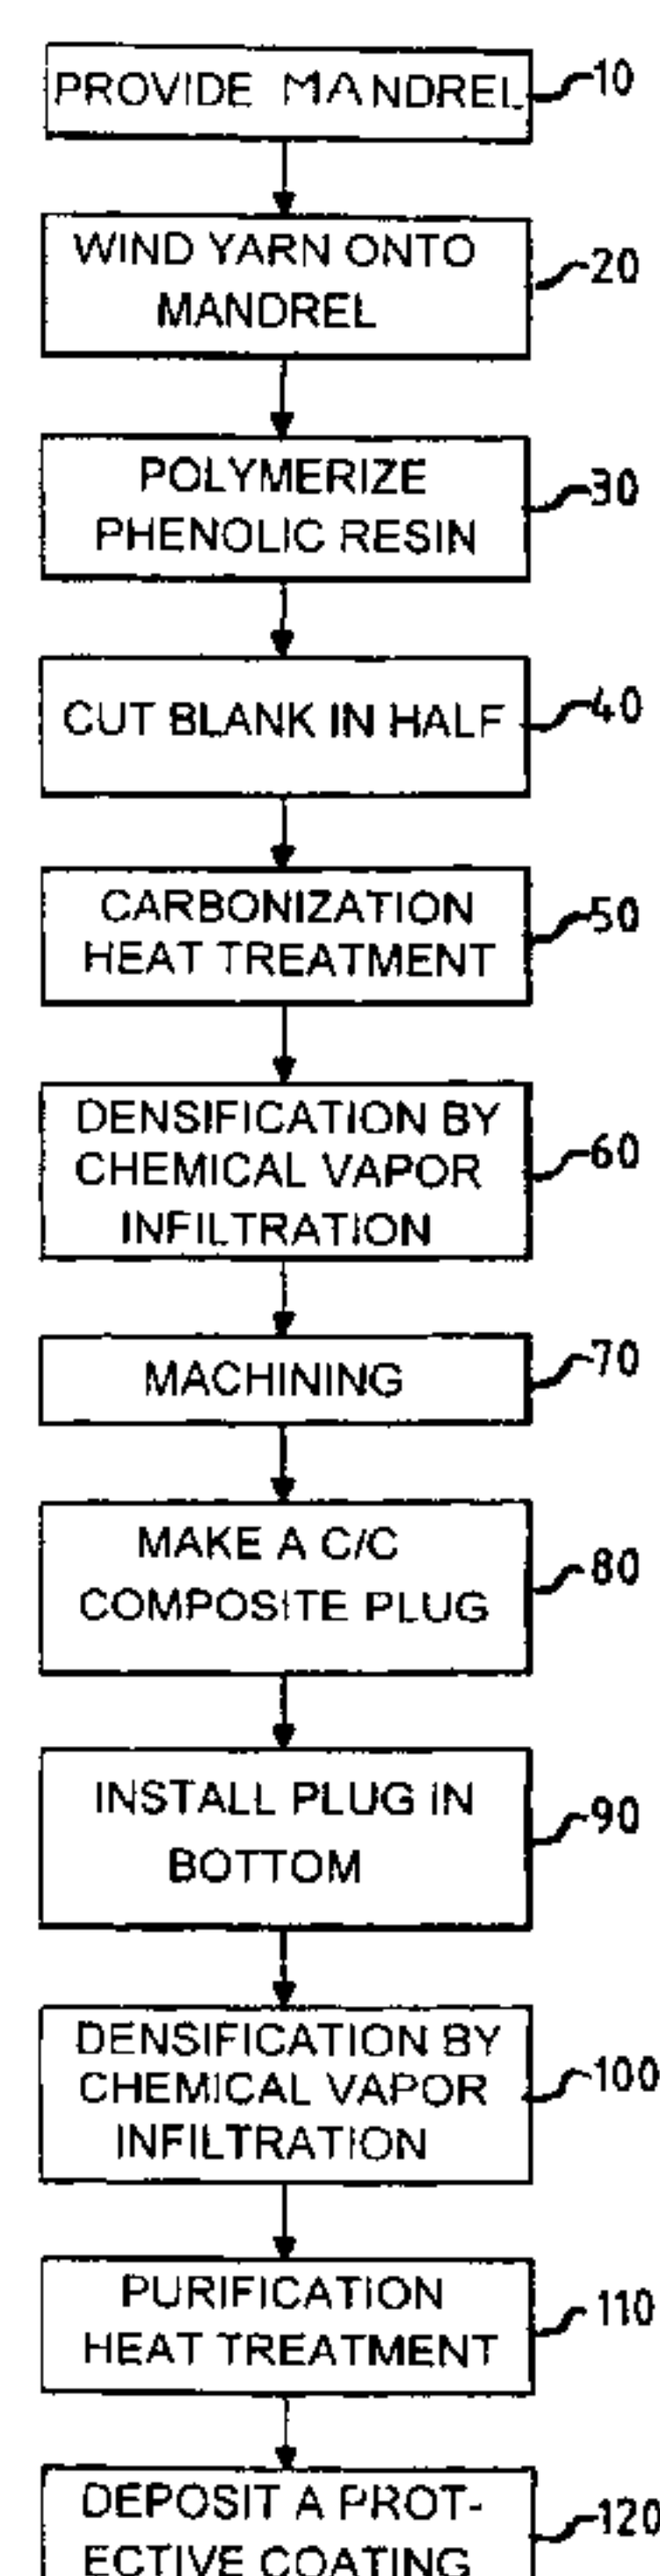 PROVIDE MANDREL
10
WIND YARN ONTO
MANDREL
20
POLYMERIZE
PHENOLIC RESIN
30
CUT BLANK IN HALF
40
CARBONIZATION
HEAT TREATMENT
50
DENSIFICATION BY
CHEMICAL VAPOR
INFILTRATION
60
MACHINING
70
MAKE A C/C
COMPOSITE PLUG
80
INSTALL PLUG IN
BOTTOM
90
DENSIFICATION BY
CHEMICAL VAPOR
INFILTRATION
100
PURIFICATION
HEAT TREATMENT
110
DEPOSIT A PROT-
ECTIVE COATING
120